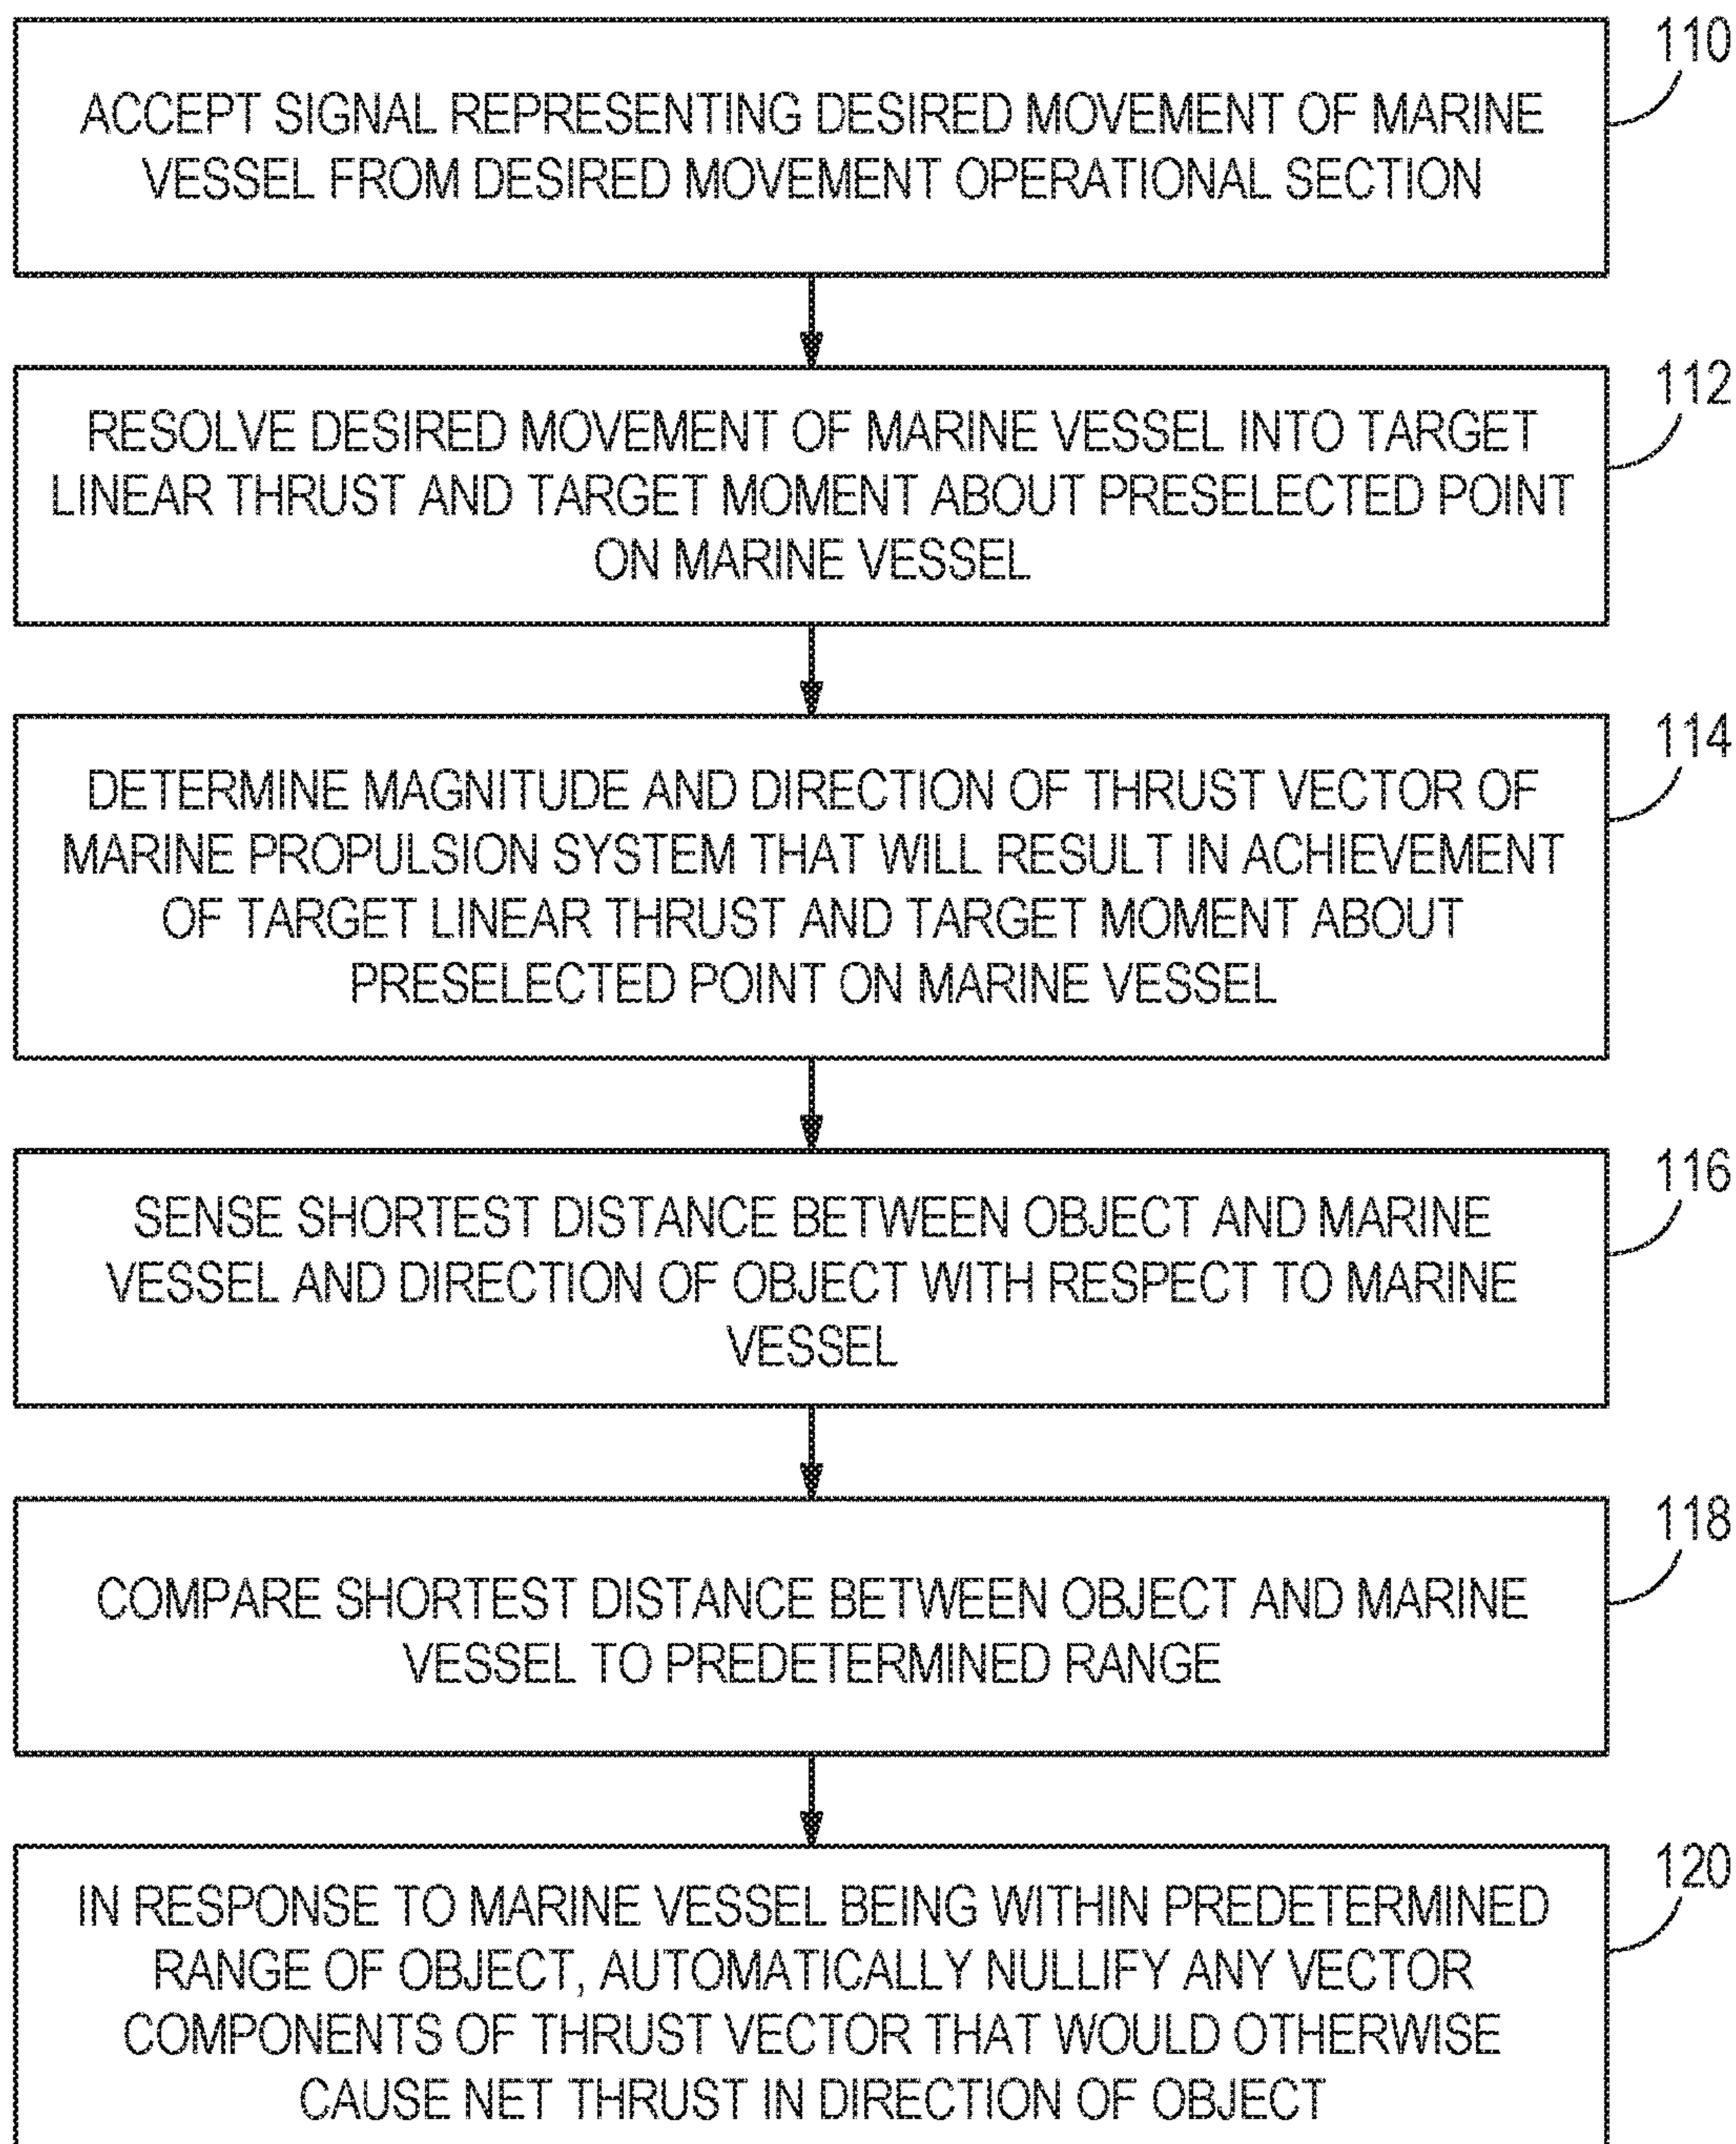 110
ACCEPT SIGNAL REPRESENTING DESIRED MOVEMENT OF MARINE
VESSEL FROM DESIRED MOVEMENT OPERATIONAL SECTION
112
RESOLVE DESIRED MOVEMENT OF MARINE VESSEL INTO TARGET
LINEAR THRUST AND TARGET MOMENT ABOUT PRESELECTED POINT
ON MARINE VESSEL
114
DETERMINE MAGNITUDE AND DIRECTION OF THRUST VECTOR OF
MARINE PROPULSION SYSTEM THAT WILL RESULT IN ACHIEVEMENT
OF TARGET LINEAR THRUST AND TARGET MOMENT ABOUT
PRESELECTED POINT ON MARINE VESSEL
116
SENSE SHORTEST DISTANCE BETWEEN OBJECT AND MARINE
VESSEL AND DIRECTION OF OBJECT WITH RESPECT TO MARINE
VESSEL
118
COMPARE SHORTEST DISTANCE BETWEEN OBJECT AND MARINE
VESSEL TO PREDETERMINED RANGE
120
IN RESPONSE TO MARINE VESSEL BEING WITHIN PREDETERMINED
RANGE OF OBJECT, AUTOMATICALLY NULLIFY ANY VECTOR
COMPONENTS OF THRUST VECTOR THAT WOULD OTHERWISE
CAUSE NET THRUST IN DIRECTION OF OBJECT